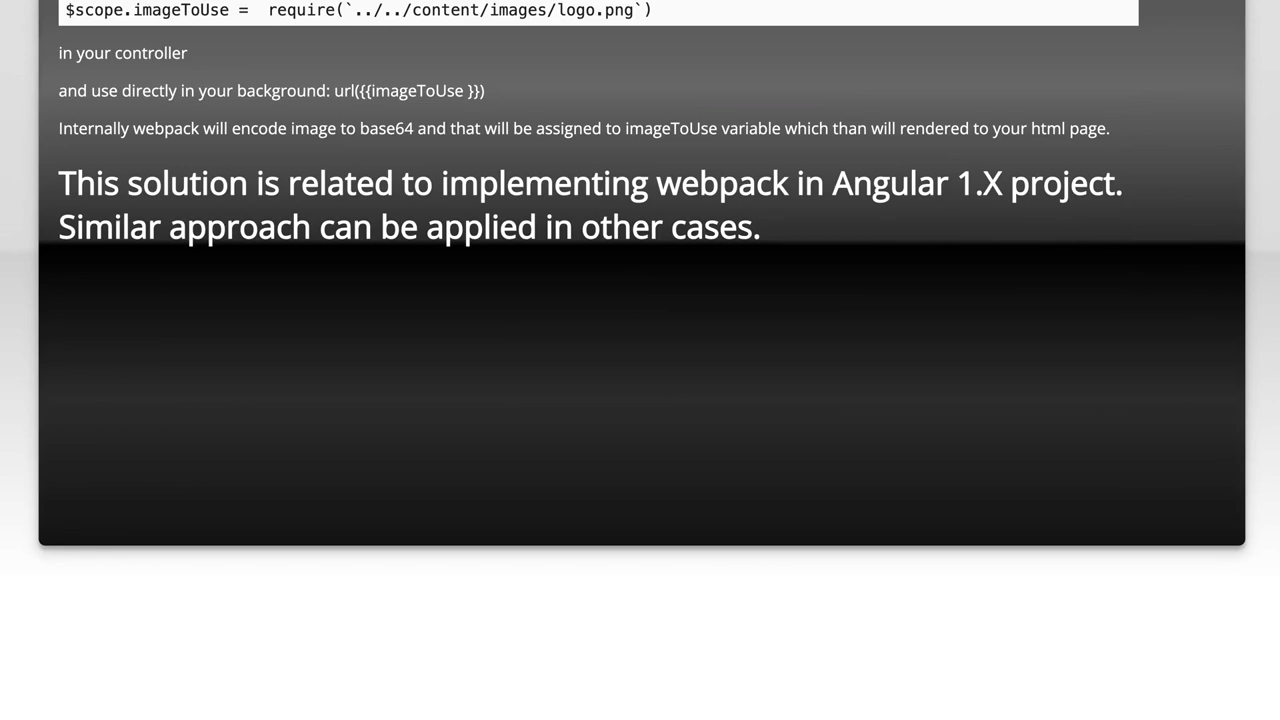 $scope.imageToUse =  require(`../../content/images/logo.png`)
in your controller
and use directly in your background: url({{imageToUse }})
Internally webpack will encode image to base64 and that will be assigned to imageToUse variable which than will rendered to your html page.
This solution is related to implementing webpack in Angular 1.X project.
Similar approach can be applied in other cases.